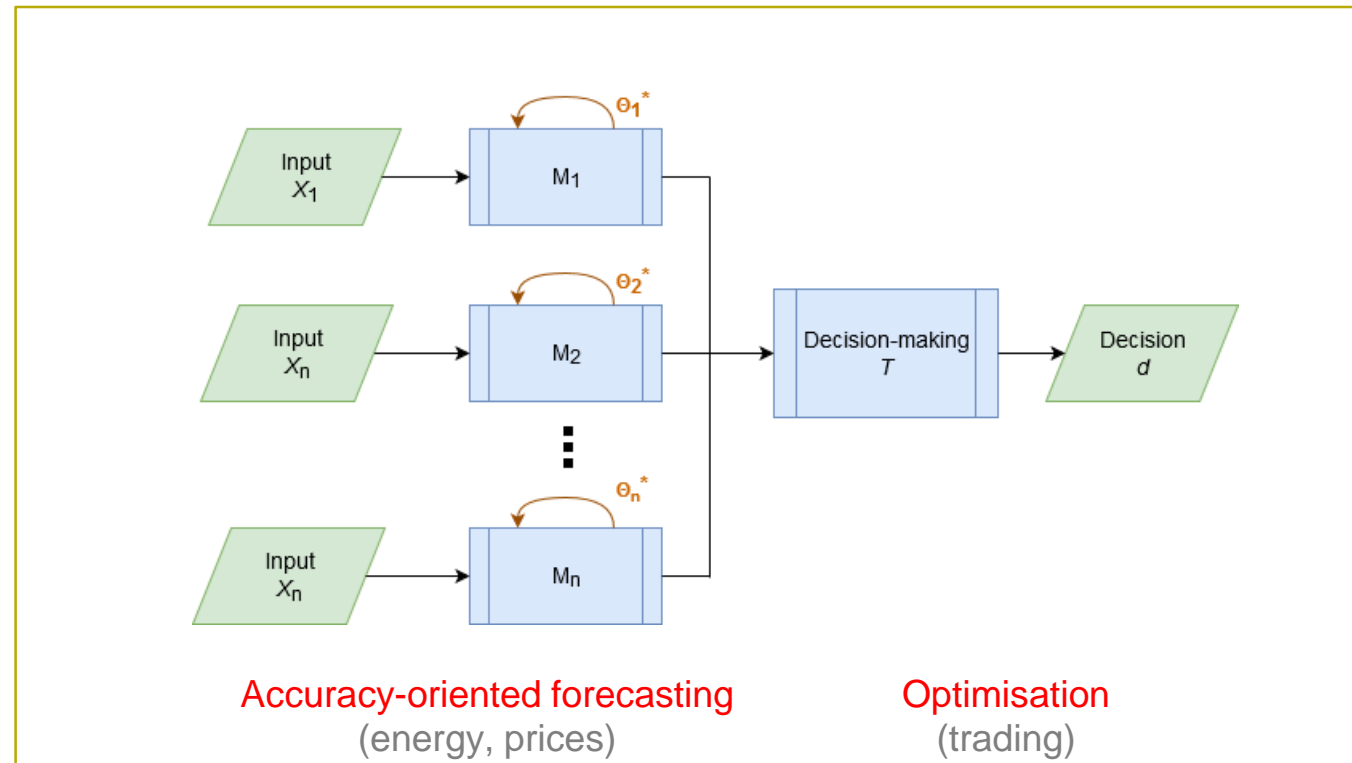 Θ1*
Input
X1
M1
Θ2*
Input
Xn
M2
Decision-making
T
Decision
d
Θn*
Input
Xn
Mn
Accuracy-oriented forecasting
(energy, prices)
Optimisation
(trading)